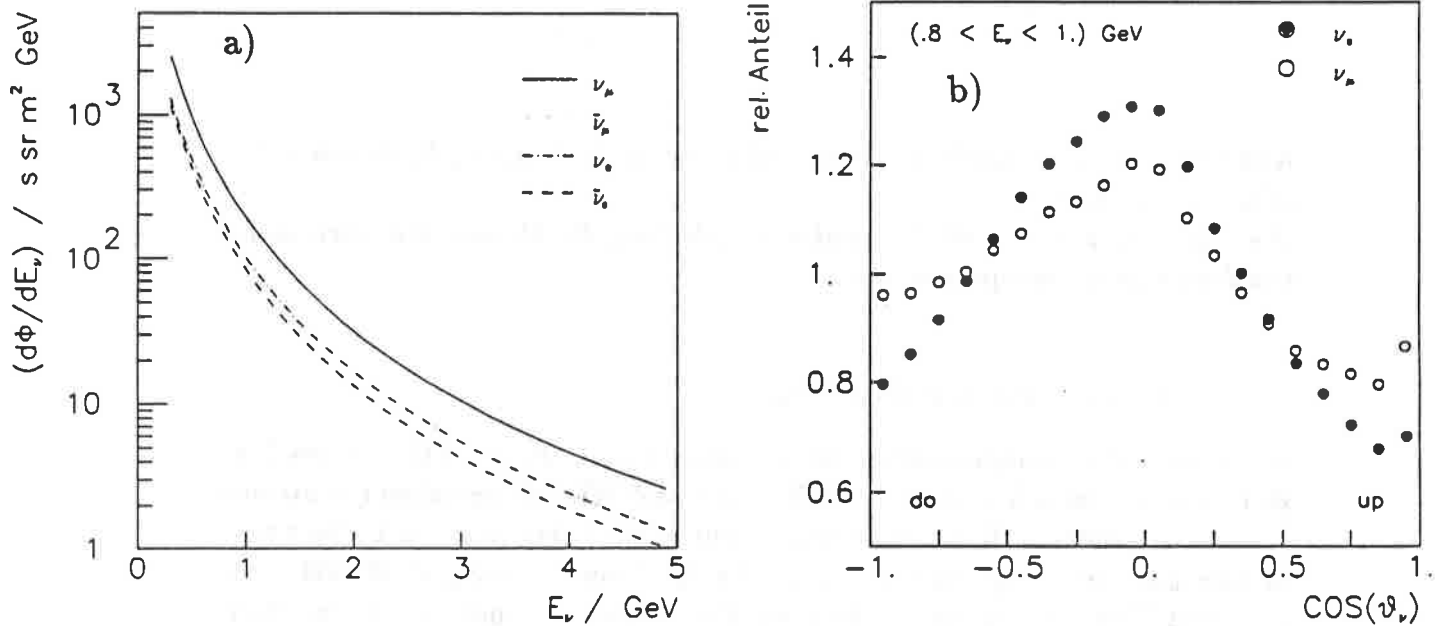 a)
(dΦ/dE_ν) / s sr m² GeV
10³
10²
10
1
0
1
2
3
4
5
E_ν / GeV
ν_μ
ν̄_μ
ν_e
ν̄_e
b)
rel. Anteil
(.8 < E_ν < 1.) GeV
ν_e
ν_μ
1.4
1.2
1.
0.8
0.6
do
up
-1.
-0.5
0.
0.5
1.
COS(ϑ_ν)